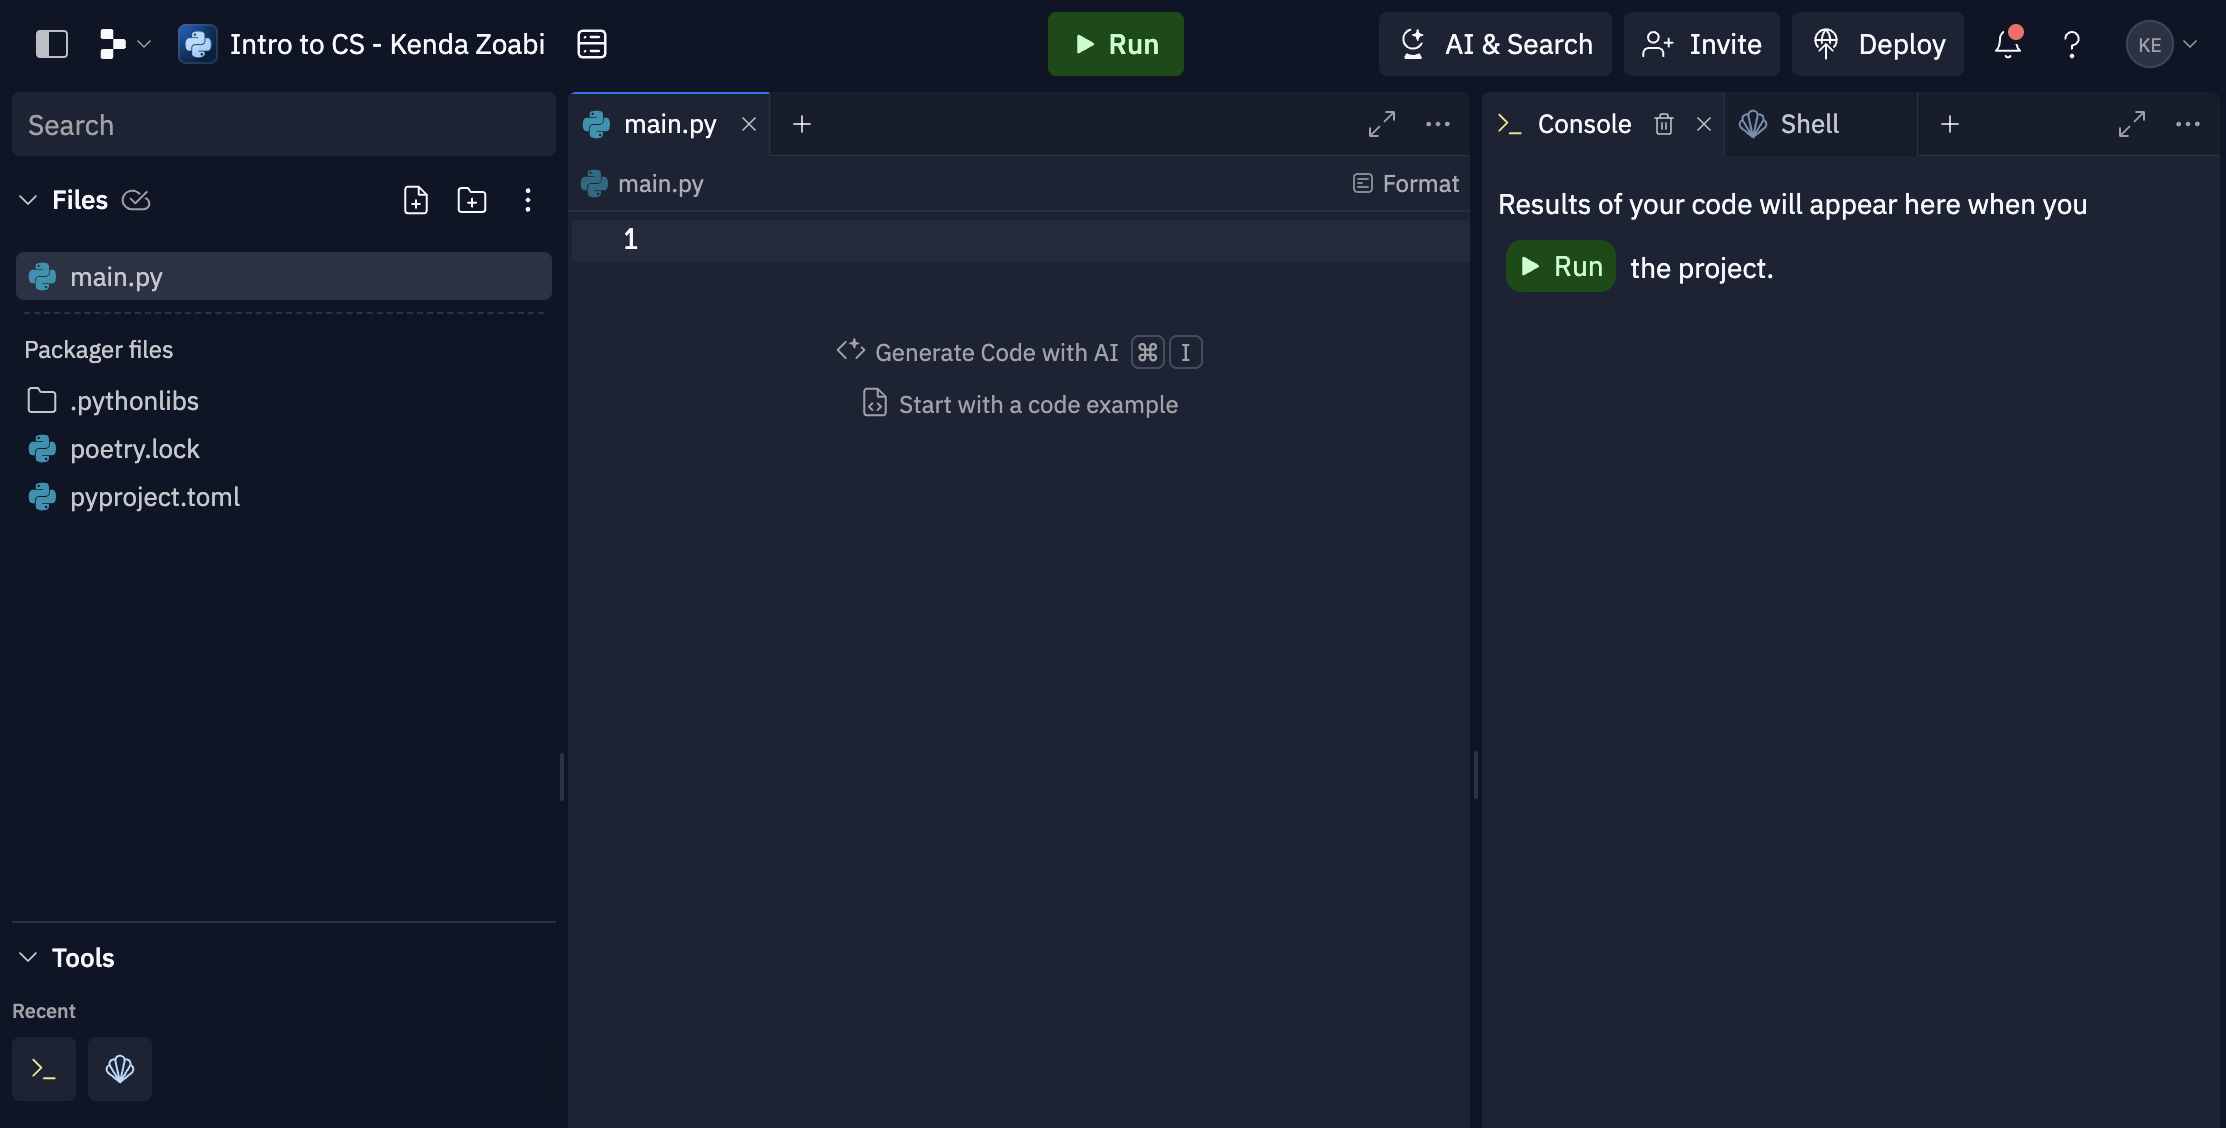 Intro to CS - Kenda Zoabi
Run
AI & Search
Invite
Deploy
KE
Search
Files
main.py
Packager files
.pythonlibs
poetry.lock
pyproject.toml
Tools
Recent
main.py
main.py
Format
1
Generate Code with AI ⌘ I
Start with a code example
Console
Shell
Results of your code will appear here when you
Run the project.